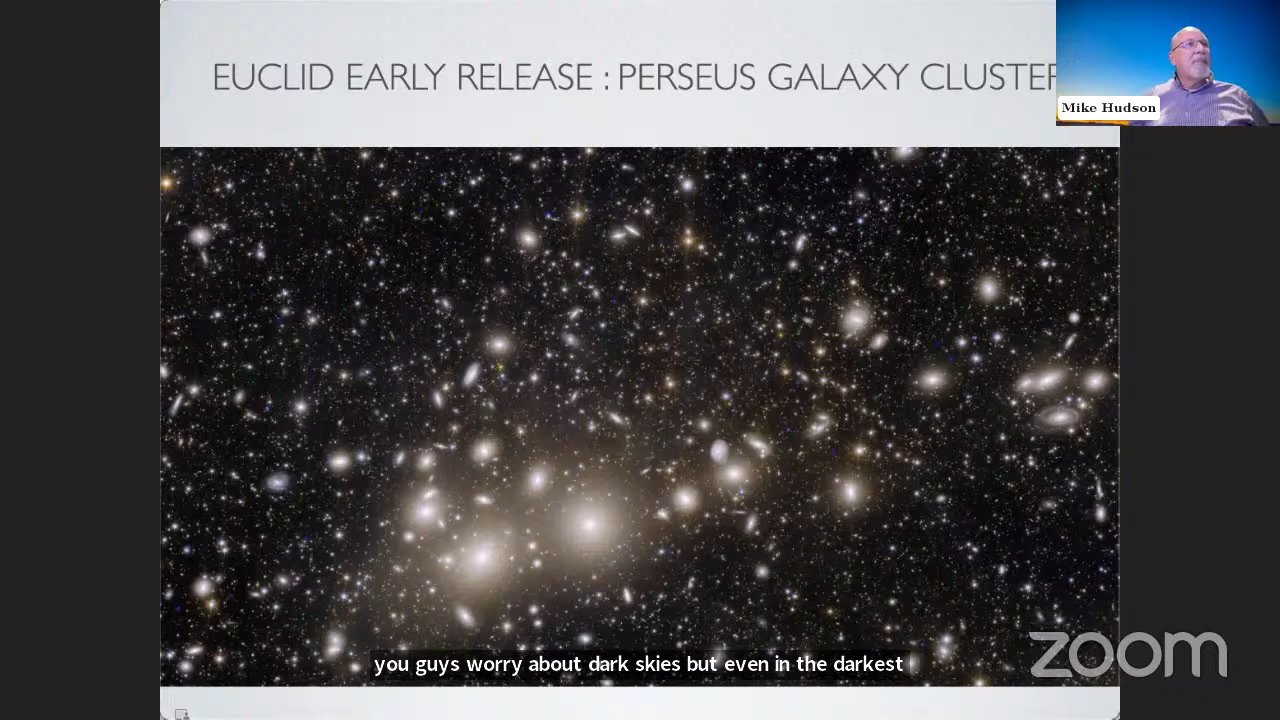 EUCLID EARLY RELEASE : PERSEUS GALAXY CLUSTER
Mike Hudson
you guys worry about dark skies but even in the darkest
zoom